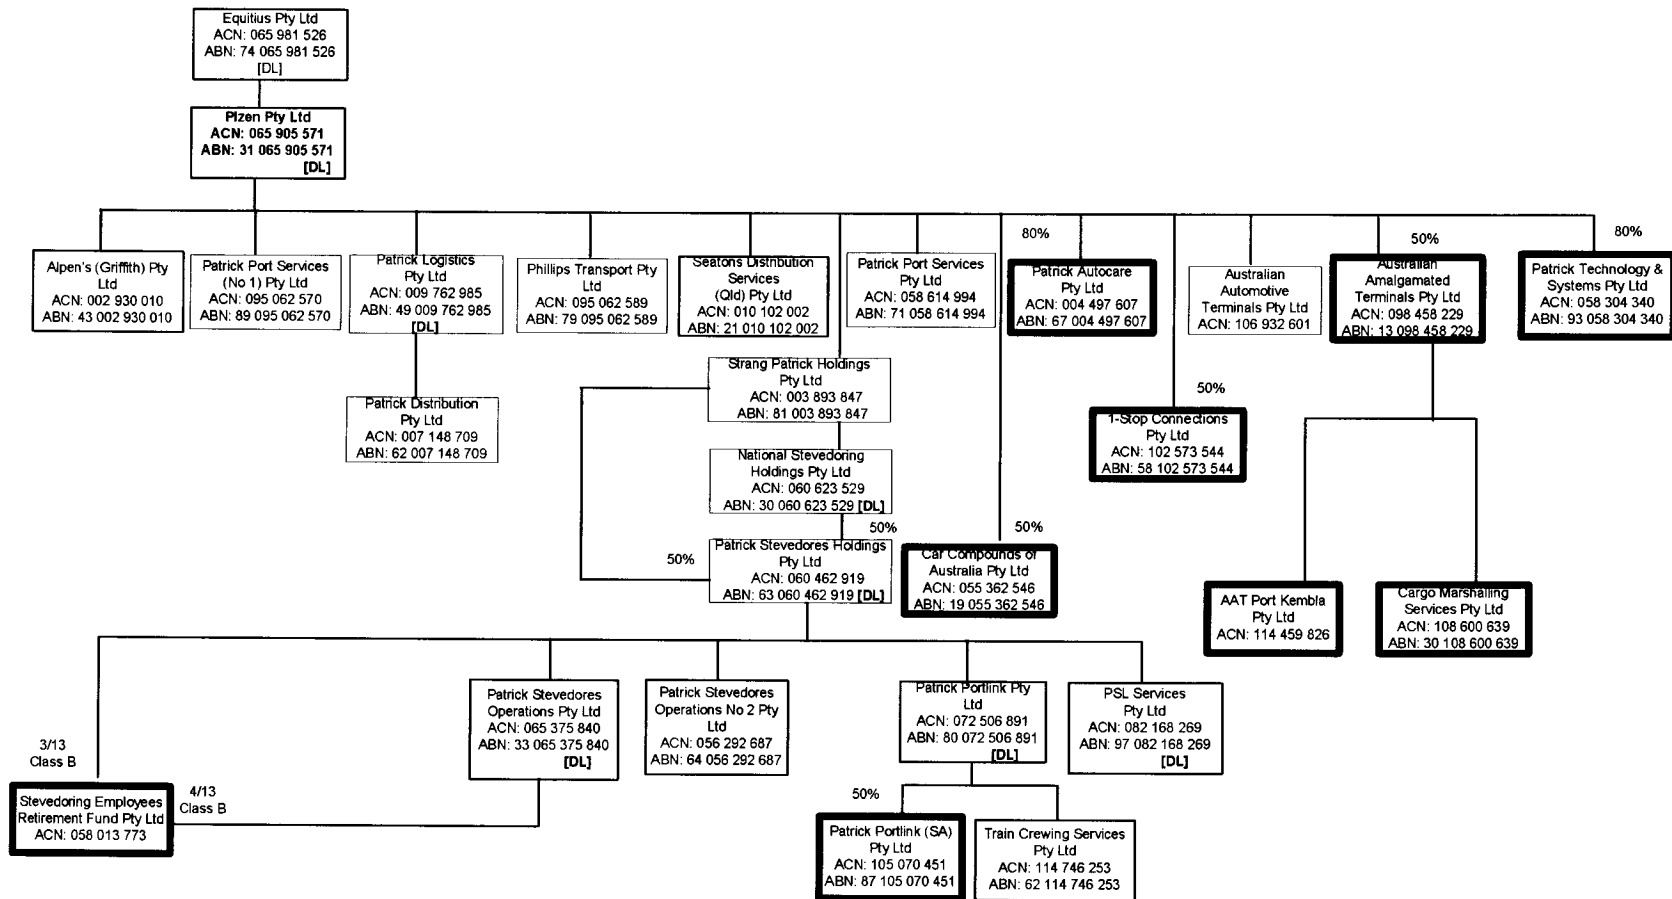 Equitius Pty Ltd
ACN: 065 981 526
ABN: 74 065 981 526
[DL]
Plzen Pty Ltd
ACN: 065 905 571
ABN: 31 065 905 571
[DL]
Alpen's (Griffith) Pty
Ltd
ACN: 002 930 010
ABN: 43 002 930 010
Patrick Port Services
(No 1) Pty Ltd
ACN: 095 062 570
ABN: 89 095 062 570
Patrick Logistics
Pty Ltd
ACN: 009 762 985
ABN: 49 009 762 985
[DL]
Phillips Transport Pty
Ltd
ACN: 095 062 589
ABN: 79 095 062 589
Seatons Distribution
Services
(Qld) Pty Ltd
ACN: 010 102 002
ABN: 21 010 102 002
Patrick Port Services
Pty Ltd
ACN: 058 614 994
ABN: 71 058 614 994
80%
Patrick Autocare
Pty Ltd
ACN: 004 497 607
ABN: 67 004 497 607
Australian
Automotive
Terminals Pty Ltd
ACN: 106 932 601
50%
Australian
Amalgamated
Terminals Pty Ltd
ACN: 098 458 229
ABN: 13 098 458 229
80%
Patrick Technology &
Systems Pty Ltd
ACN: 058 304 340
ABN: 93 058 304 340
Patrick Distribution
Pty Ltd
ACN: 007 148 709
ABN: 62 007 148 709
Strang Patrick Holdings
Pty Ltd
ACN: 003 893 847
ABN: 81 003 893 847
50%
1-Stop Connections
Pty Ltd
ACN: 102 573 544
ABN: 58 102 573 544
National Stevedoring
Holdings Pty Ltd
ACN: 060 623 529
ABN: 30 060 623 529 [DL]
50%
50%
50%
Patrick Stevedores Holdings
Pty Ltd
ACN: 060 462 919
ABN: 63 060 462 919 [DL]
Car Compounds of
Australia Pty Ltd
ACN: 055 362 546
ABN: 19 055 362 546
AAT Port Kembla
Pty Ltd
ACN: 114 459 826
Cargo Marshalling
Services Pty Ltd
ACN: 108 600 639
ABN: 30 108 600 639
Patrick Stevedores
Operations Pty Ltd
ACN: 065 375 840
ABN: 33 065 375 840
[DL]
Patrick Stevedores
Operations No 2 Pty
Ltd
ACN: 056 292 687
ABN: 64 056 292 687
Patrick Portlink Pty
Ltd
ACN: 072 506 891
ABN: 80 072 506 891
[DL]
PSL Services
Pty Ltd
ACN: 082 168 269
ABN: 97 082 168 269
[DL]
3/13
Class B
4/13
Class B
Stevedoring Employees
Retirement Fund Pty Ltd
ACN: 058 013 773
50%
Patrick Portlink (SA)
Pty Ltd
ACN: 105 070 451
ABN: 87 105 070 451
Train Crewing Services
Pty Ltd
ACN: 114 746 253
ABN: 62 114 746 253